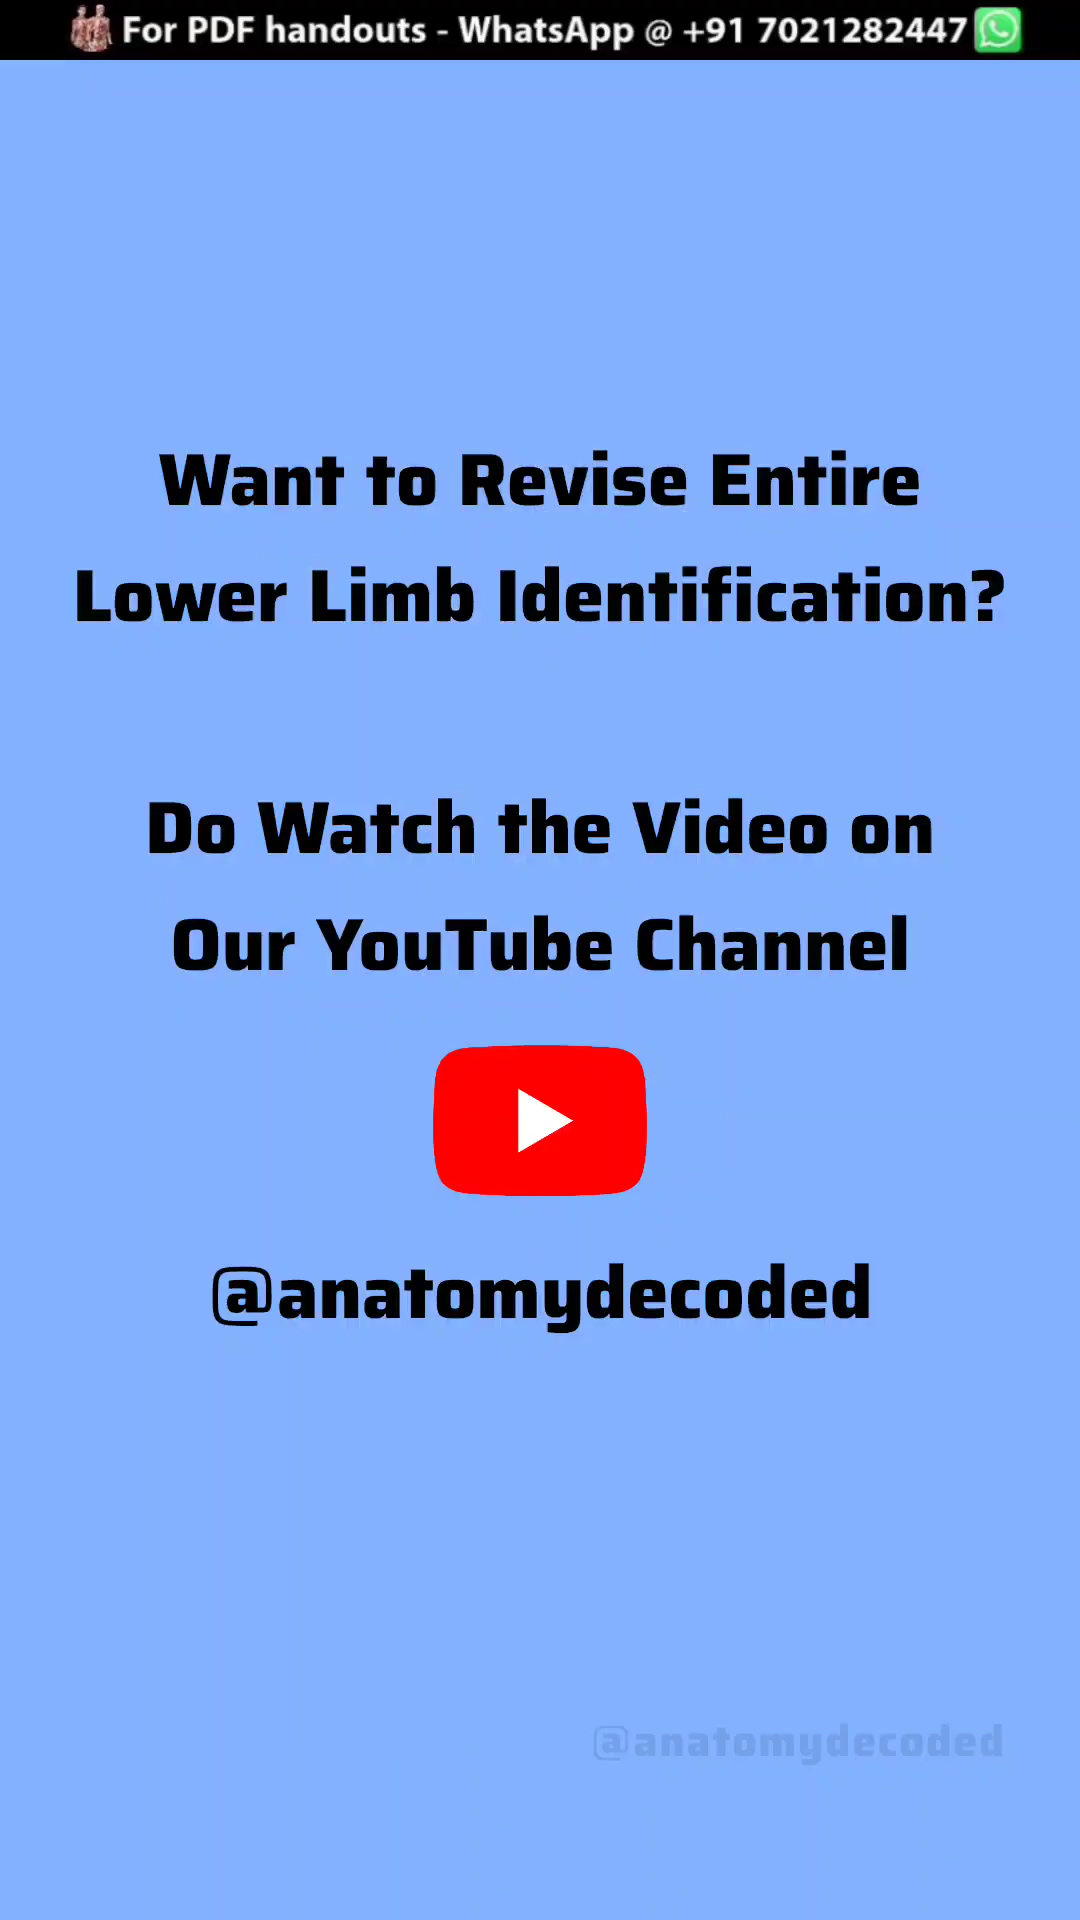 For PDF handouts - WhatsApp @ +91 7021282447
Want to Revise Entire
Lower Limb Identification?
Do Watch the Video on
Our YouTube Channel
@anatomydecoded
@anatomydecoded